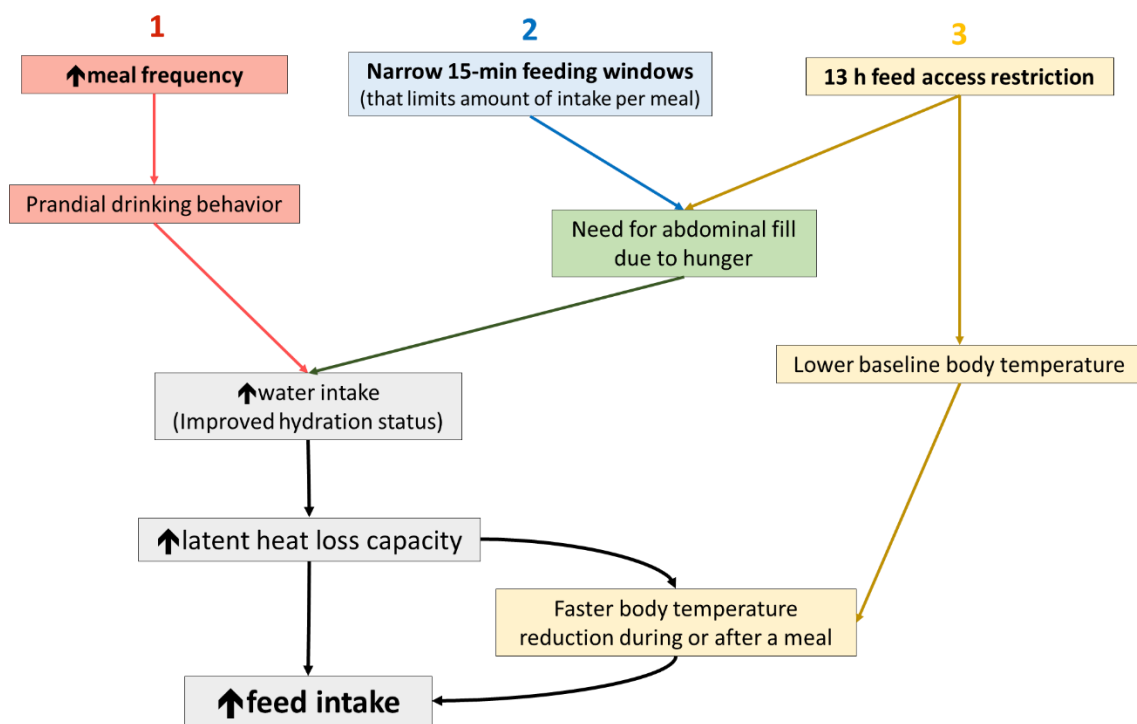 1
2
3
↑meal frequency
Narrow 15-min feeding windows
(that limits amount of intake per meal)
13 h feed access restriction
Prandial drinking behavior
Need for abdominal fill
due to hunger
Lower baseline body temperature
↑water intake
(Improved hydration status)
↑latent heat loss capacity
Faster body temperature
reduction during or after a meal
↑feed intake